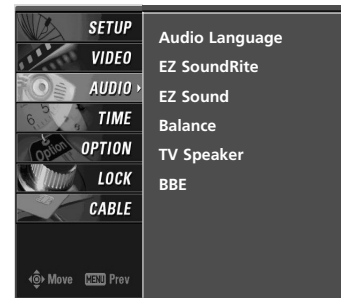 SETUP
VIDEO
AUDIO
TIME
OPTION
LOCK
CABLE
Move MENU Prev
Audio Language
EZ SoundRite
EZ Sound
Balance
TV Speaker
BBE